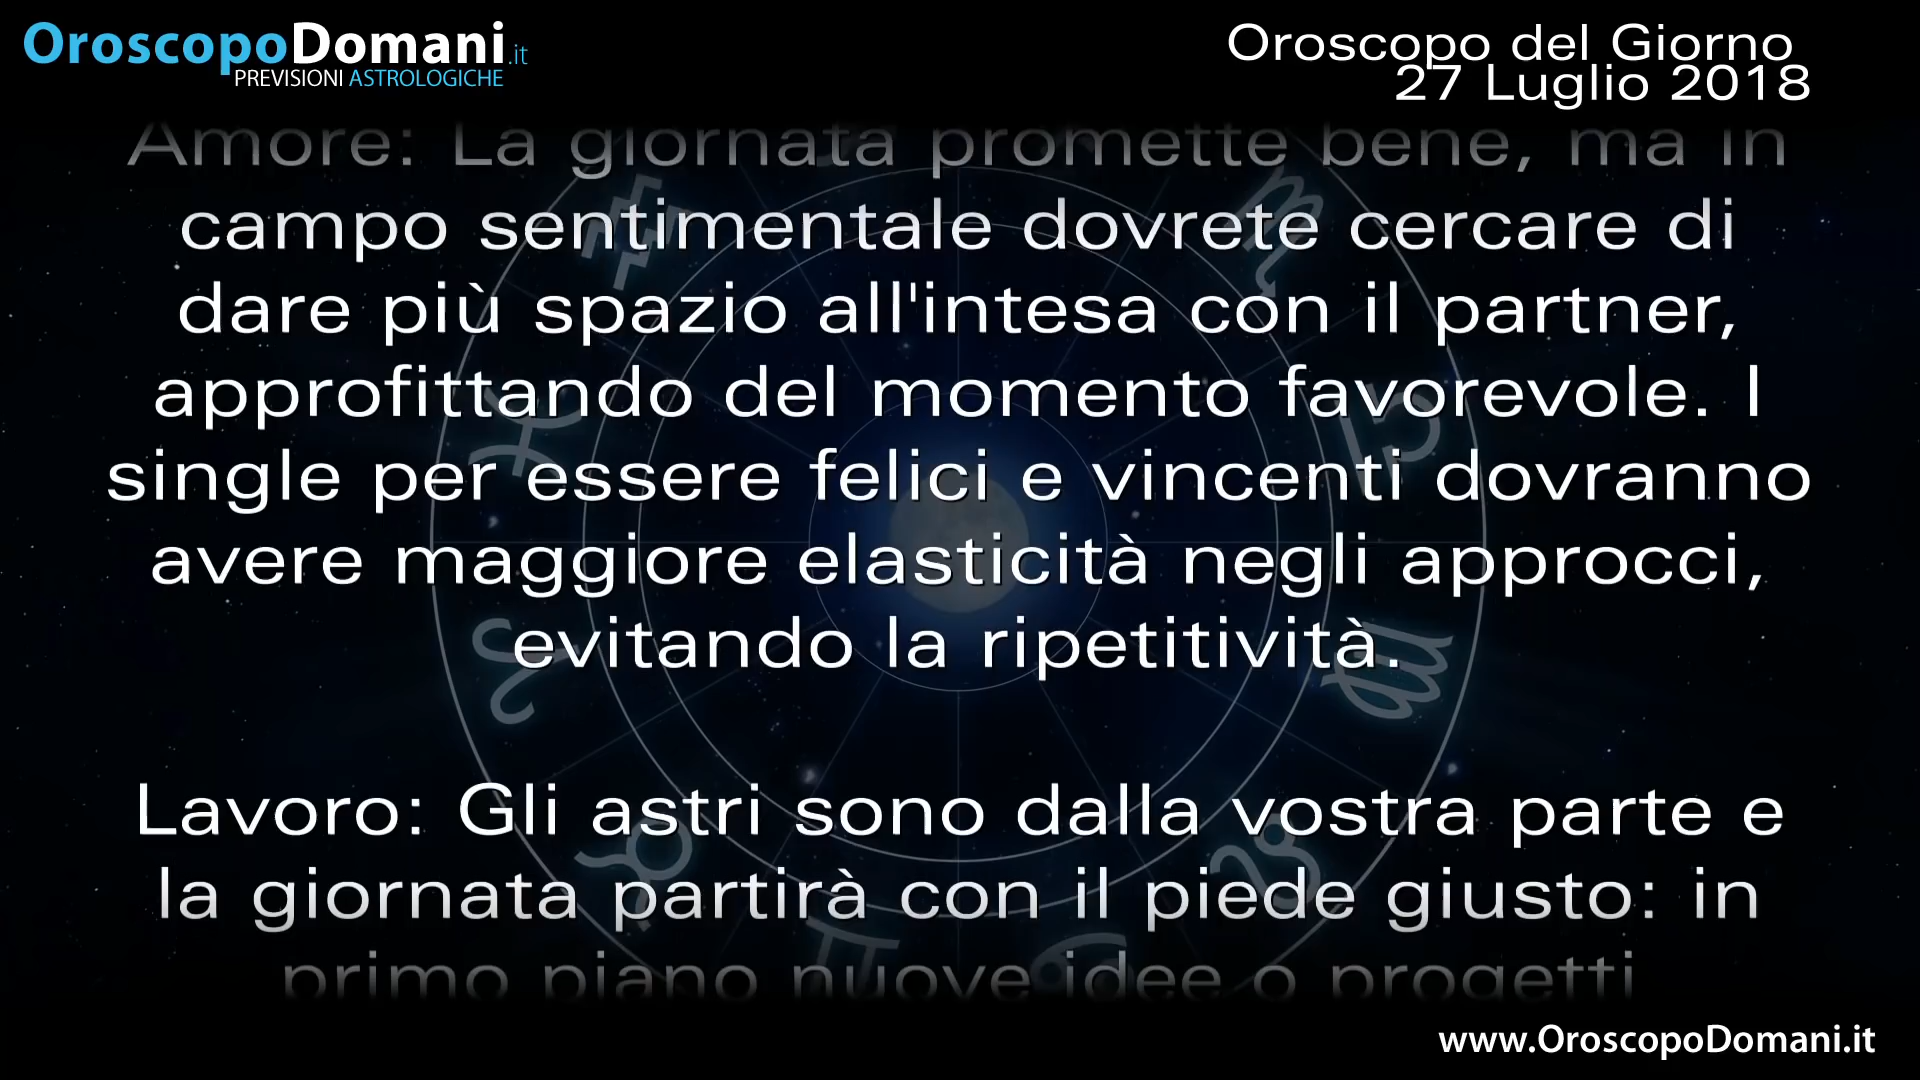 OroscopoDomani.it
PREVISIONI ASTROLOGICHE
Oroscopo del Giorno
27 Luglio 2018
Amore: La giornata promette bene, ma in
campo sentimentale dovrete cercare di
dare più spazio all'intesa con il partner,
approfittando del momento favorevole. I
single per essere felici e vincenti dovranno
avere maggiore elasticità negli approcci,
evitando la ripetitività.
Lavoro: Gli astri sono dalla vostra parte e
la giornata partirà con il piede giusto: in
primo piano nuove idee o progetti
www.OroscopoDomani.it